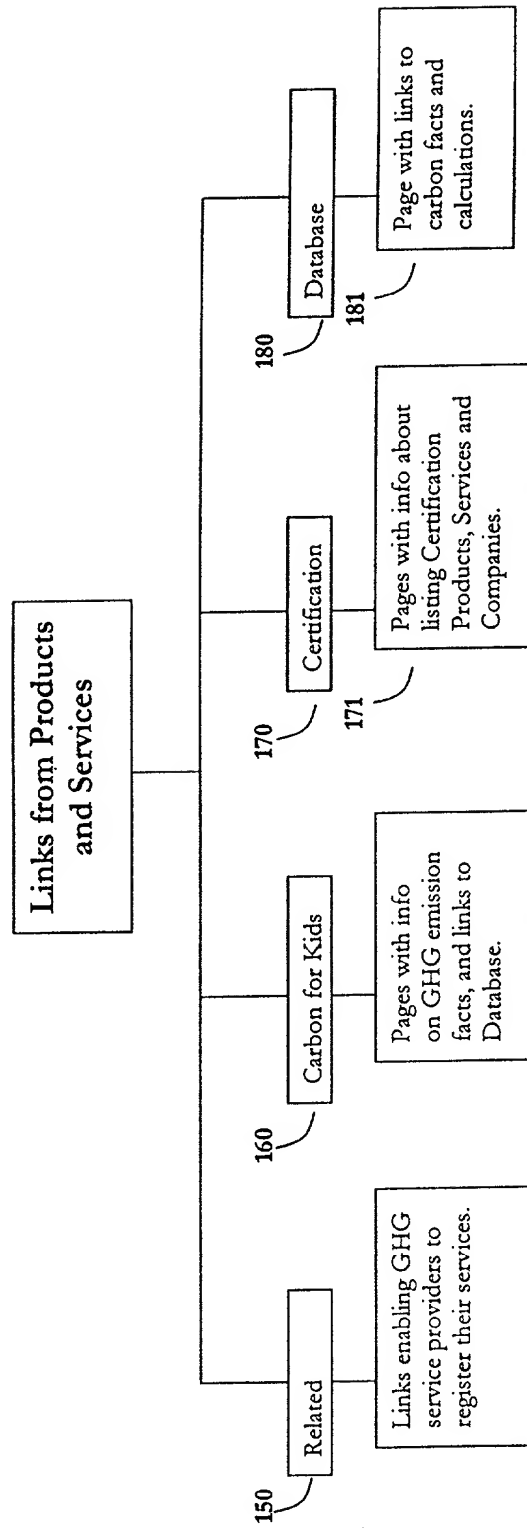 Links from Products
and Services
150
Related
Links enabling GHG
service providers to
register their services.
160
Carbon for Kids
Pages with info
on GHG emission
facts, and links to
Database.
170
Certification
171
Pages with info about
listing Certification
Products, Services and
Companies.
180
Database
181
Page with links to
carbon facts and
calculations.